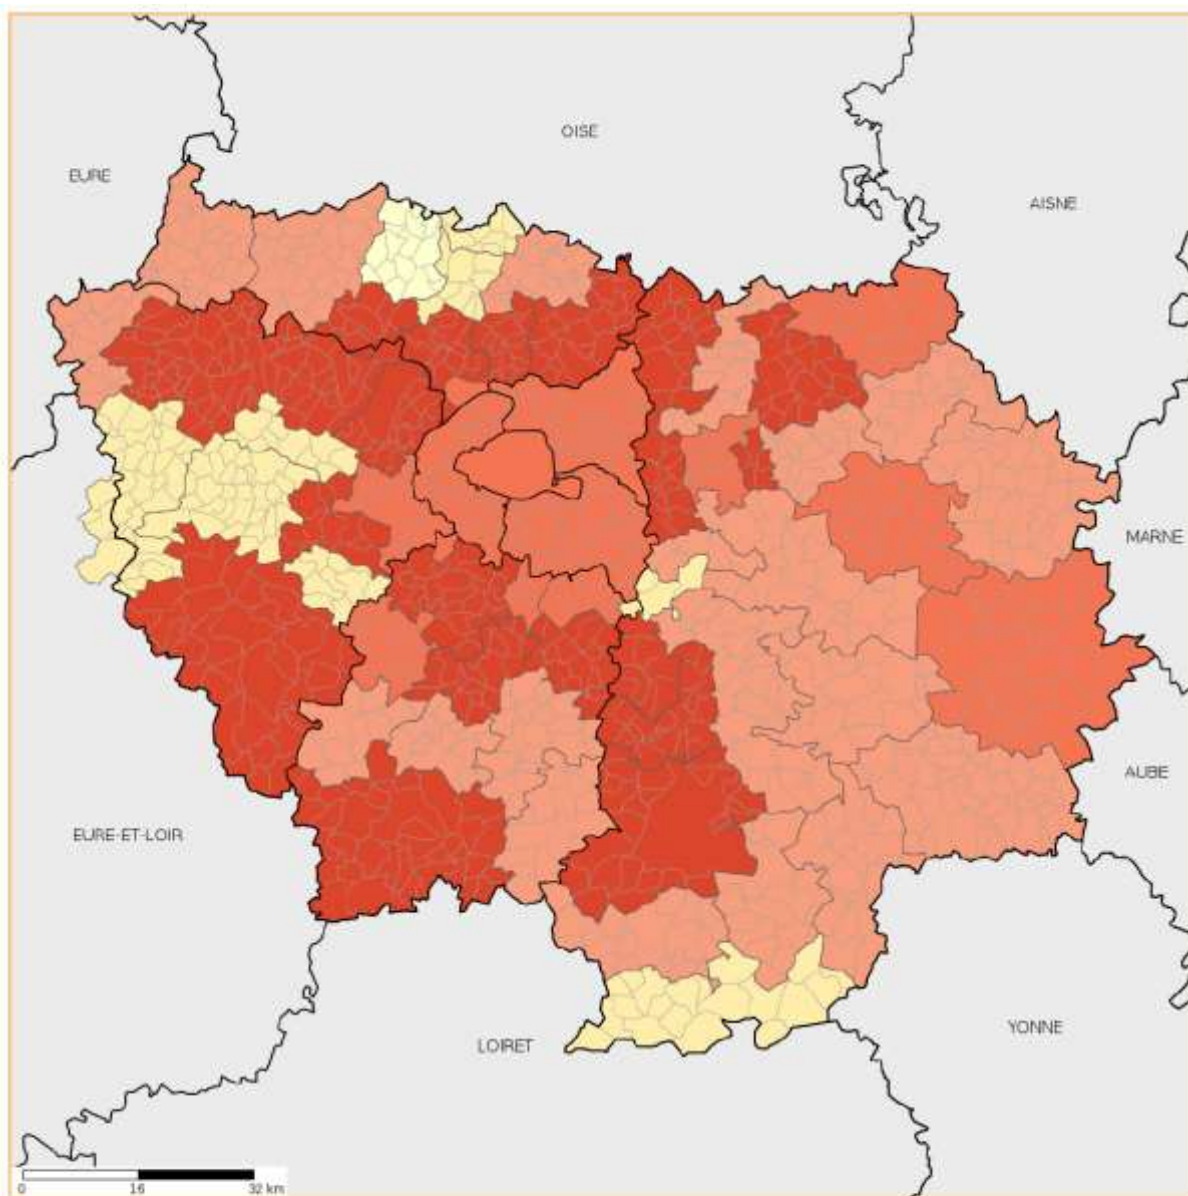 OISE
EURE
AISNE
MARNE
AUBE
EURE-ET-LOIR
YONNE
LOIRET
0 16 32 km